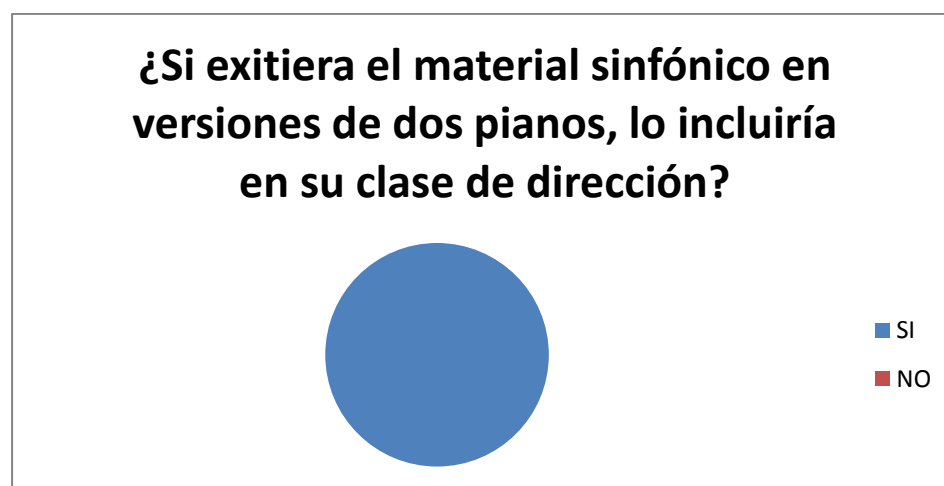 ¿Si exitiera el material sinfónico en
versiones de dos pianos, lo incluiría
en su clase de dirección?
SI
NO